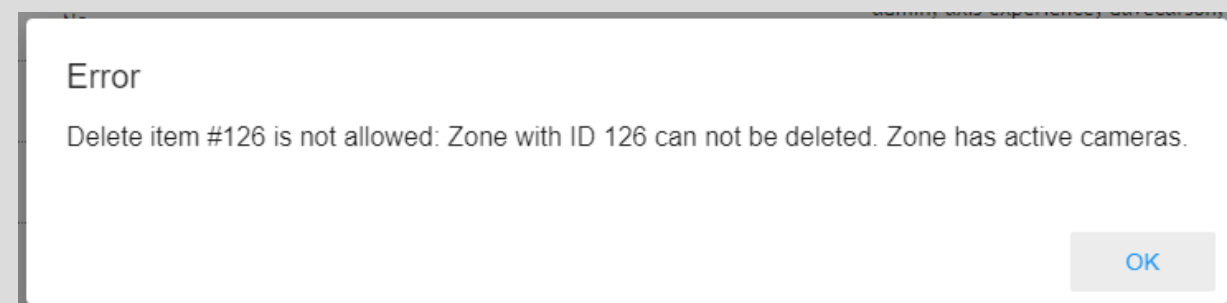 Error
Delete item #126 is not allowed: Zone with ID 126 can not be deleted. Zone has active cameras.
OK